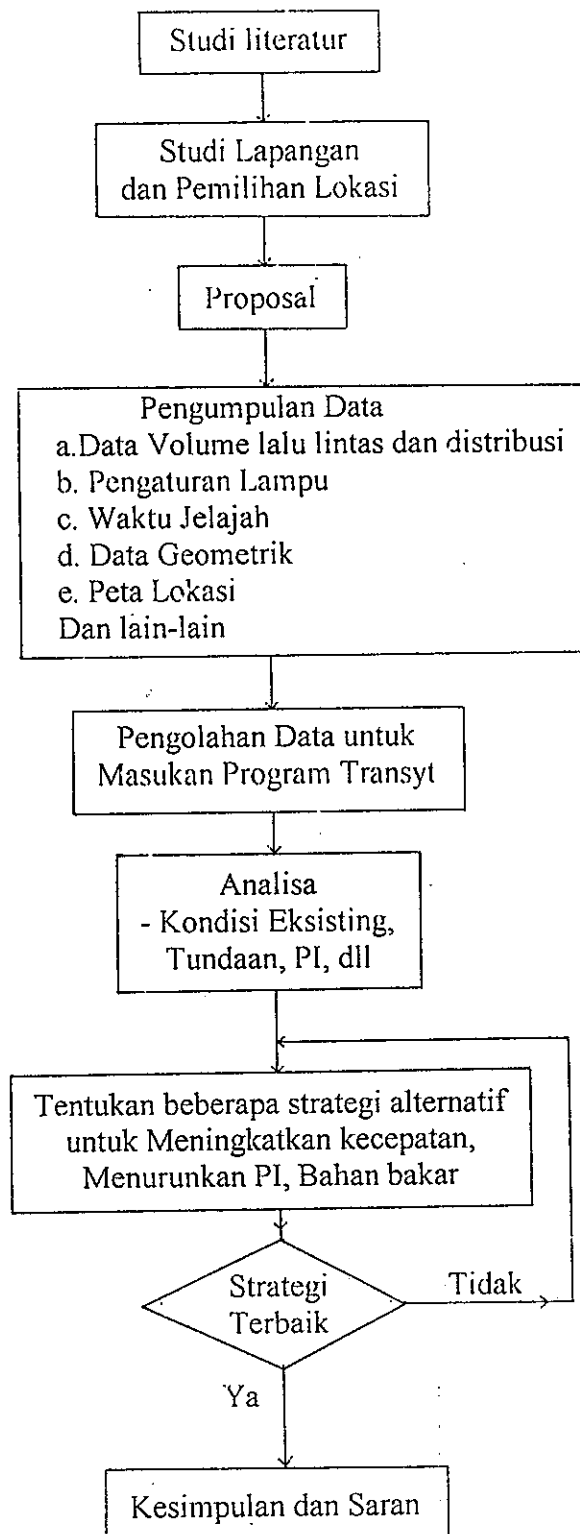 Studi literatur
Studi Lapangan
dan Pemilihan Lokasi
Proposal
Pengumpulan Data
a.Data Volume lalu lintas dan distribusi
b. Pengaturan Lampu
c. Waktu Jelajah
d. Data Geometrik
e. Peta Lokasi
Dan lain-lain
Pengolahan Data untuk
Masukan Program Transyt
Analisa
- Kondisi Eksisting,
Tundaan, PI, dll
Tentukan beberapa strategi alternatif
untuk Meningkatkan kecepatan,
Menurunkan PI, Bahan bakar
Strategi
Terbaik
Tidak
Ya
Kesimpulan dan Saran